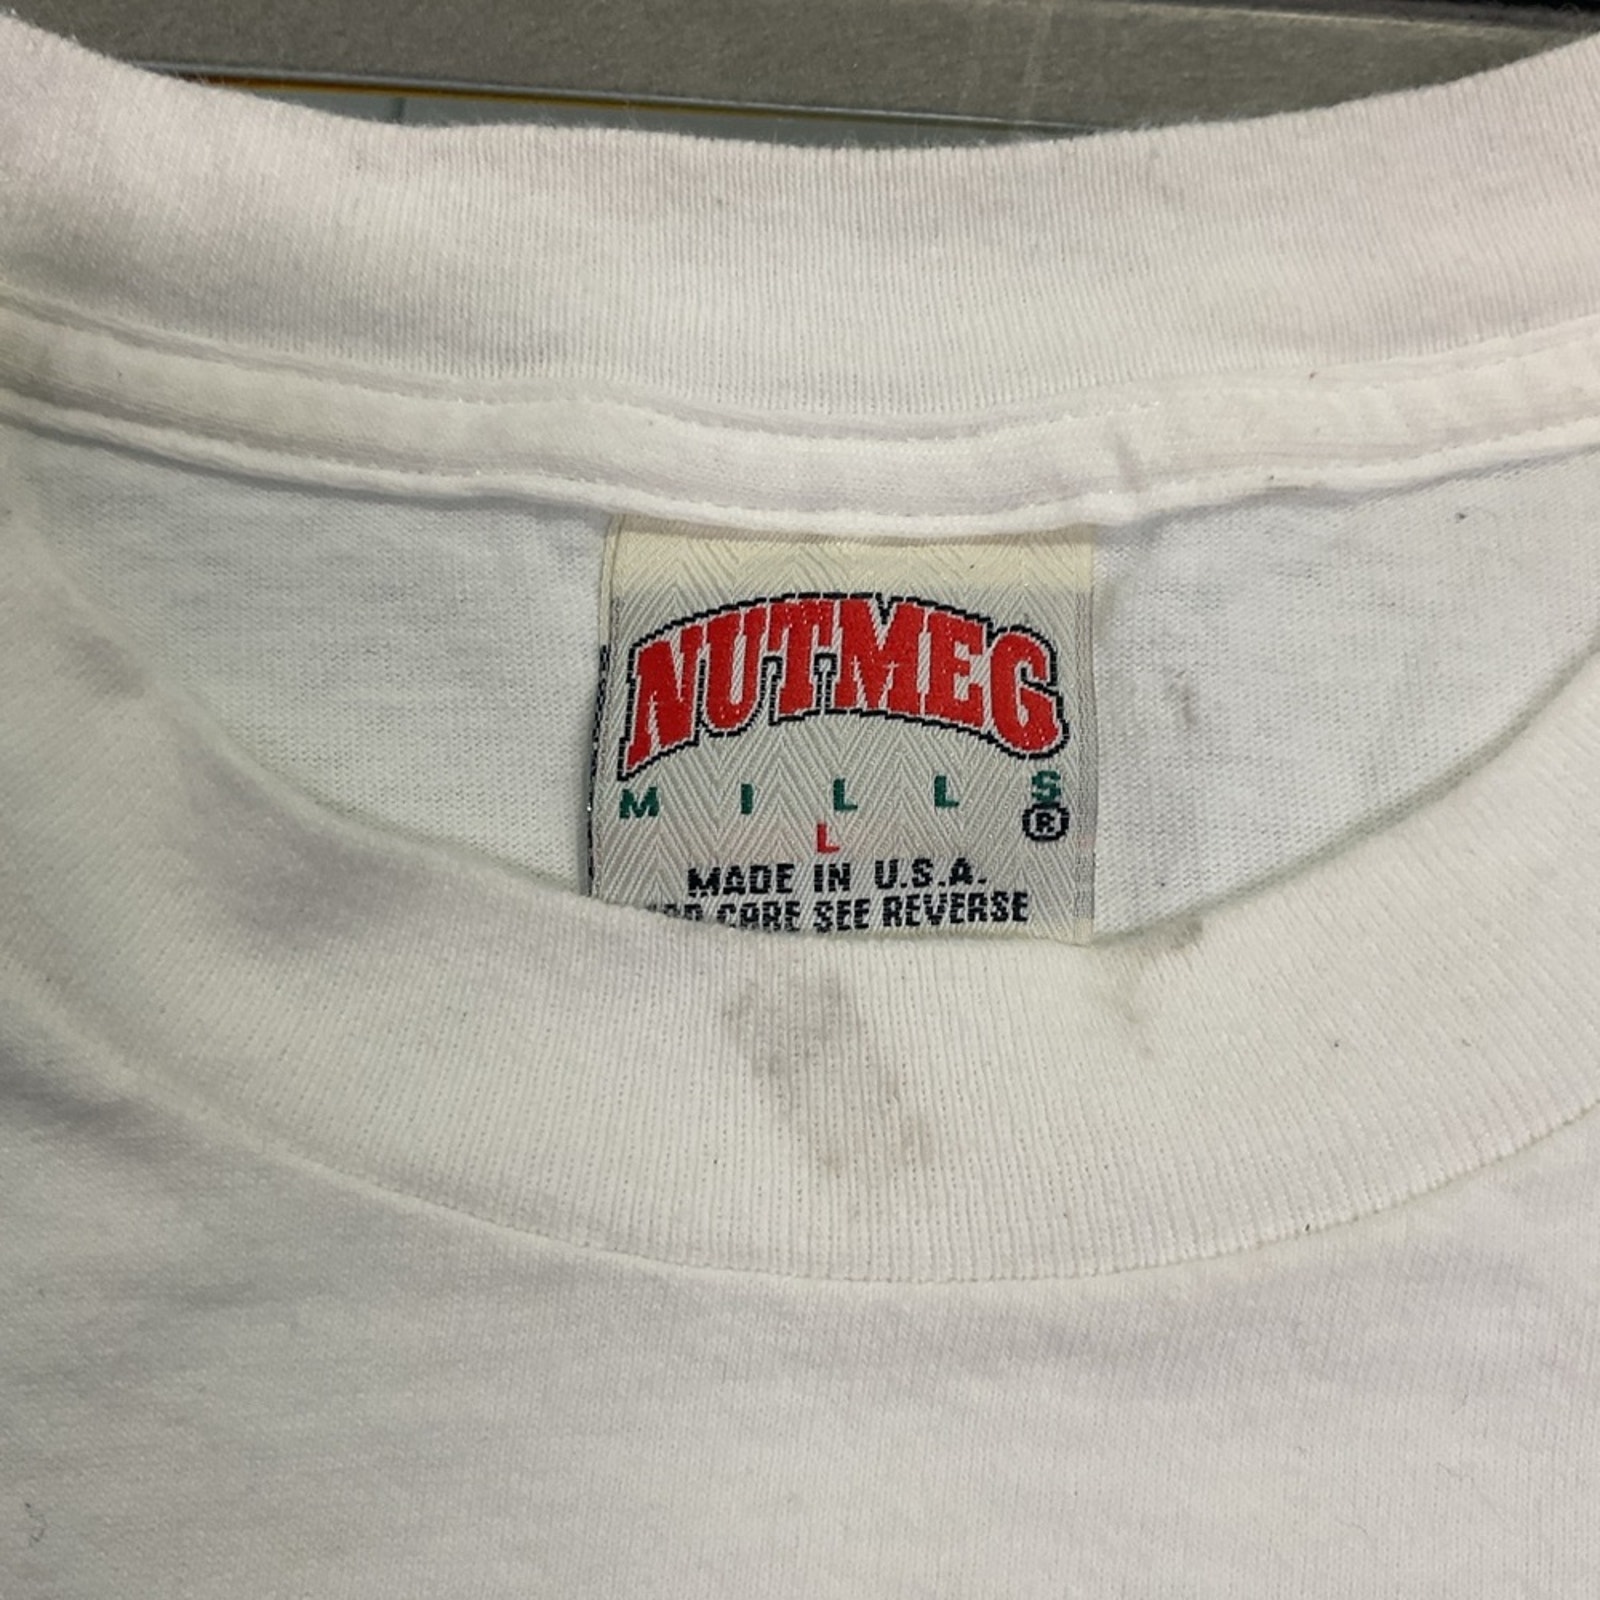 NUTMEG
MILLS
®
L
MADE IN U.S.A.
CARE SEE REVERSE